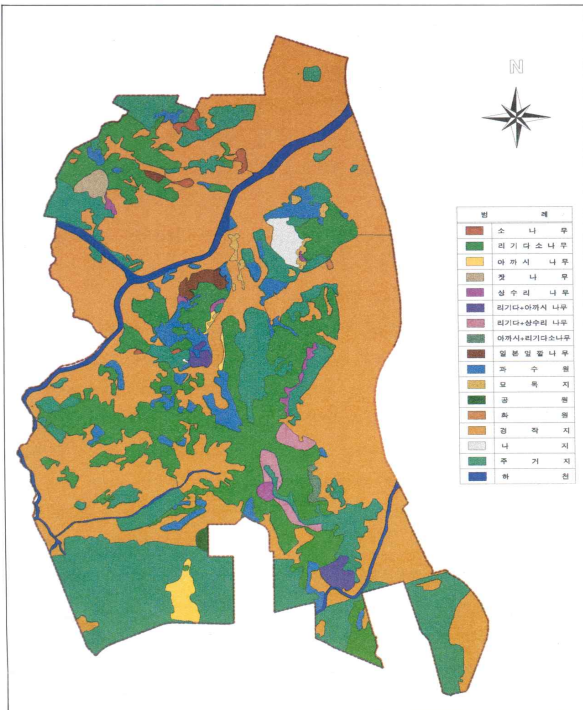 N
범 례
소 나 무
리 기 다 소 나 무
아 까 시 나 무
잣 나 무
상 수 리 나 무
리기다+아까시 나무
리기다+상수리 나무
아까시+리기다소나무
일 본 잎 갈 나 무
과 수 원
묘 목 지
공 원
화 원
경 작 지
나 지
주 거 지
하 천